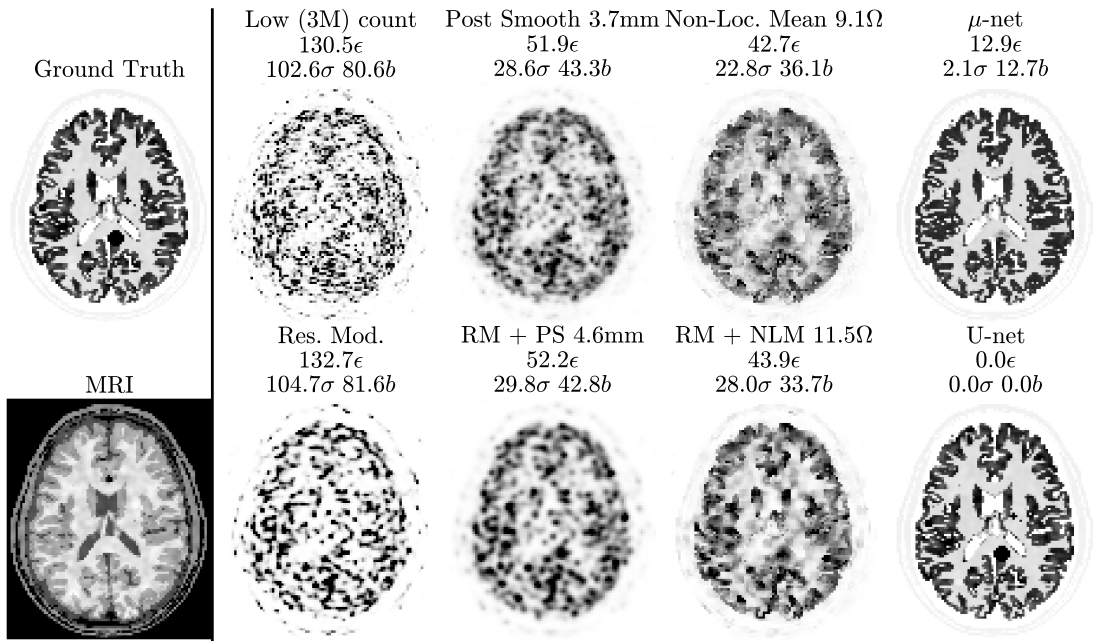 Ground Truth
Low (3M) count
130.5ϵ
102.6σ 80.6b
Post Smooth 3.7mm
51.9ϵ
28.6σ 43.3b
Non-Loc. Mean 9.1Ω
42.7ϵ
22.8σ 36.1b
μ-net
12.9ϵ
2.1σ 12.7b
MRI
Res. Mod.
132.7ϵ
104.7σ 81.6b
RM + PS 4.6mm
52.2ϵ
29.8σ 42.8b
RM + NLM 11.5Ω
43.9ϵ
28.0σ 33.7b
U-net
0.0ϵ
0.0σ 0.0b